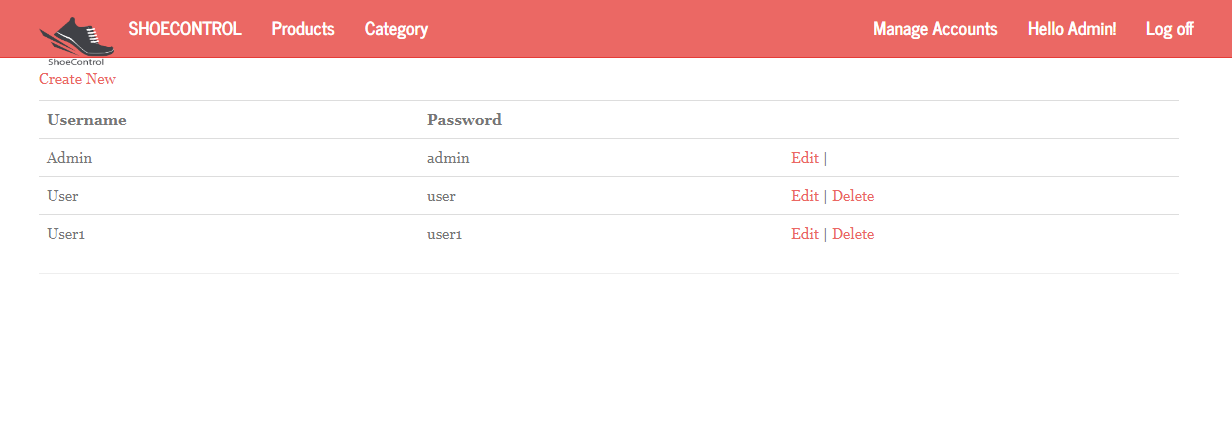 SHOECONTROL Products Category Manage Accounts Hello Admin! Log off
ShoeControl
Create New
Username Password
Admin admin Edit |
User user Edit | Delete
User1 user1 Edit | Delete